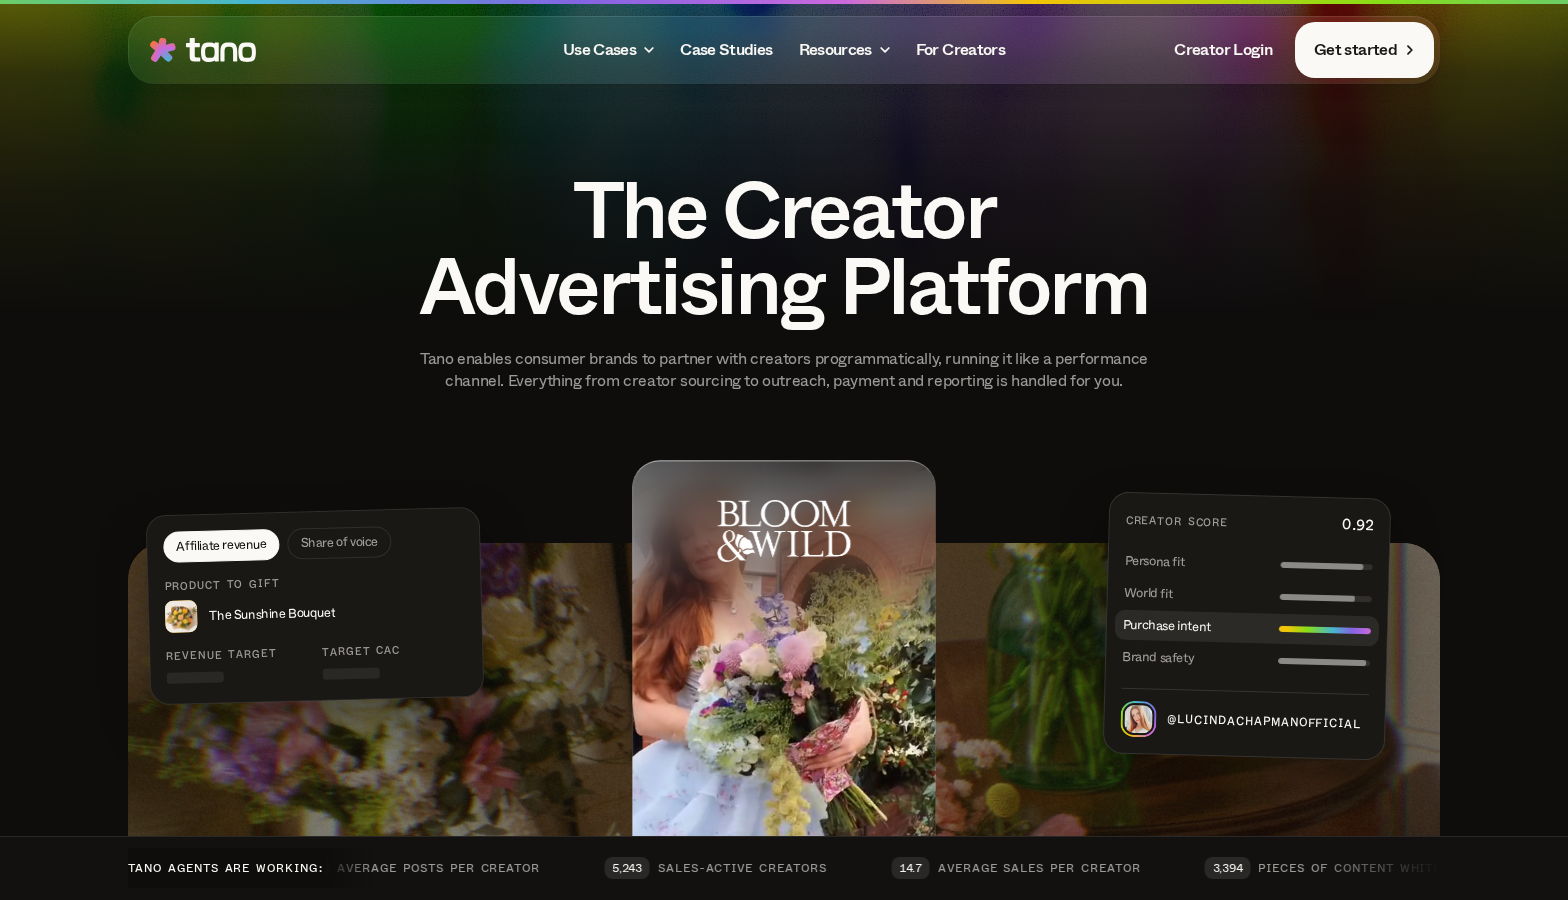 tano
Use Cases
Case Studies
Resources
For Creators
Creator Login
Get started
The Creator
Advertising Platform
Tano enables consumer brands to partner with creators programmatically, running it like a performance
channel. Everything from creator sourcing to outreach, payment and reporting is handled for you.
Affiliate revenue
Share of voice
PRODUCT TO GIFT
The Sunshine Bouquet
REVENUE TARGET
TARGET CAC
BLOOM
&WILD
CREATOR SCORE
0.92
Persona fit
World fit
Purchase intent
Brand safety
@LUCINDACHAPMANOFFICIAL
TANO AGENTS ARE WORKING:
AVERAGE POSTS PER CREATOR
5,243 SALES-ACTIVE CREATORS
14.7 AVERAGE SALES PER CREATOR
3,394 PIECES OF CONTENT